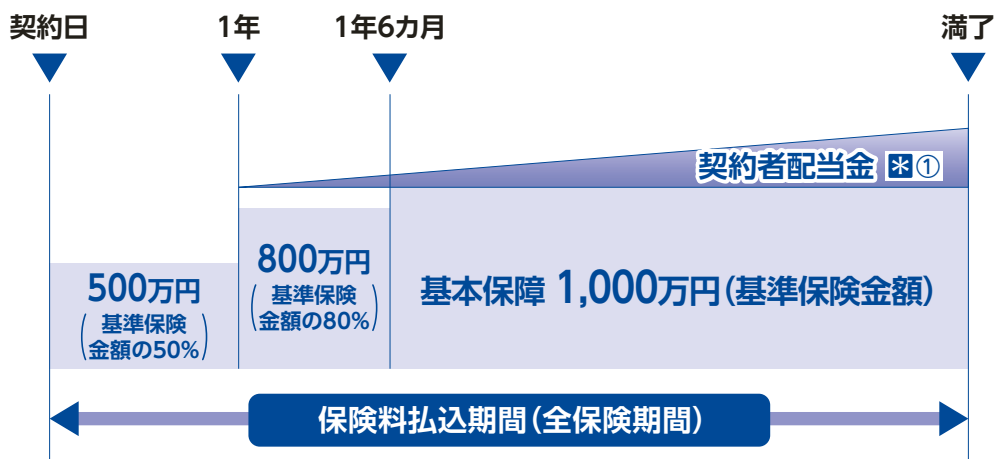 契約日
1年
1年6カ月
満了
契約者配当金 *①
500万円
(基準保険
金額の50%)
800万円
(基準保険
金額の80%)
基本保障 1,000万円(基準保険金額)
保険料払込期間(全保険期間)